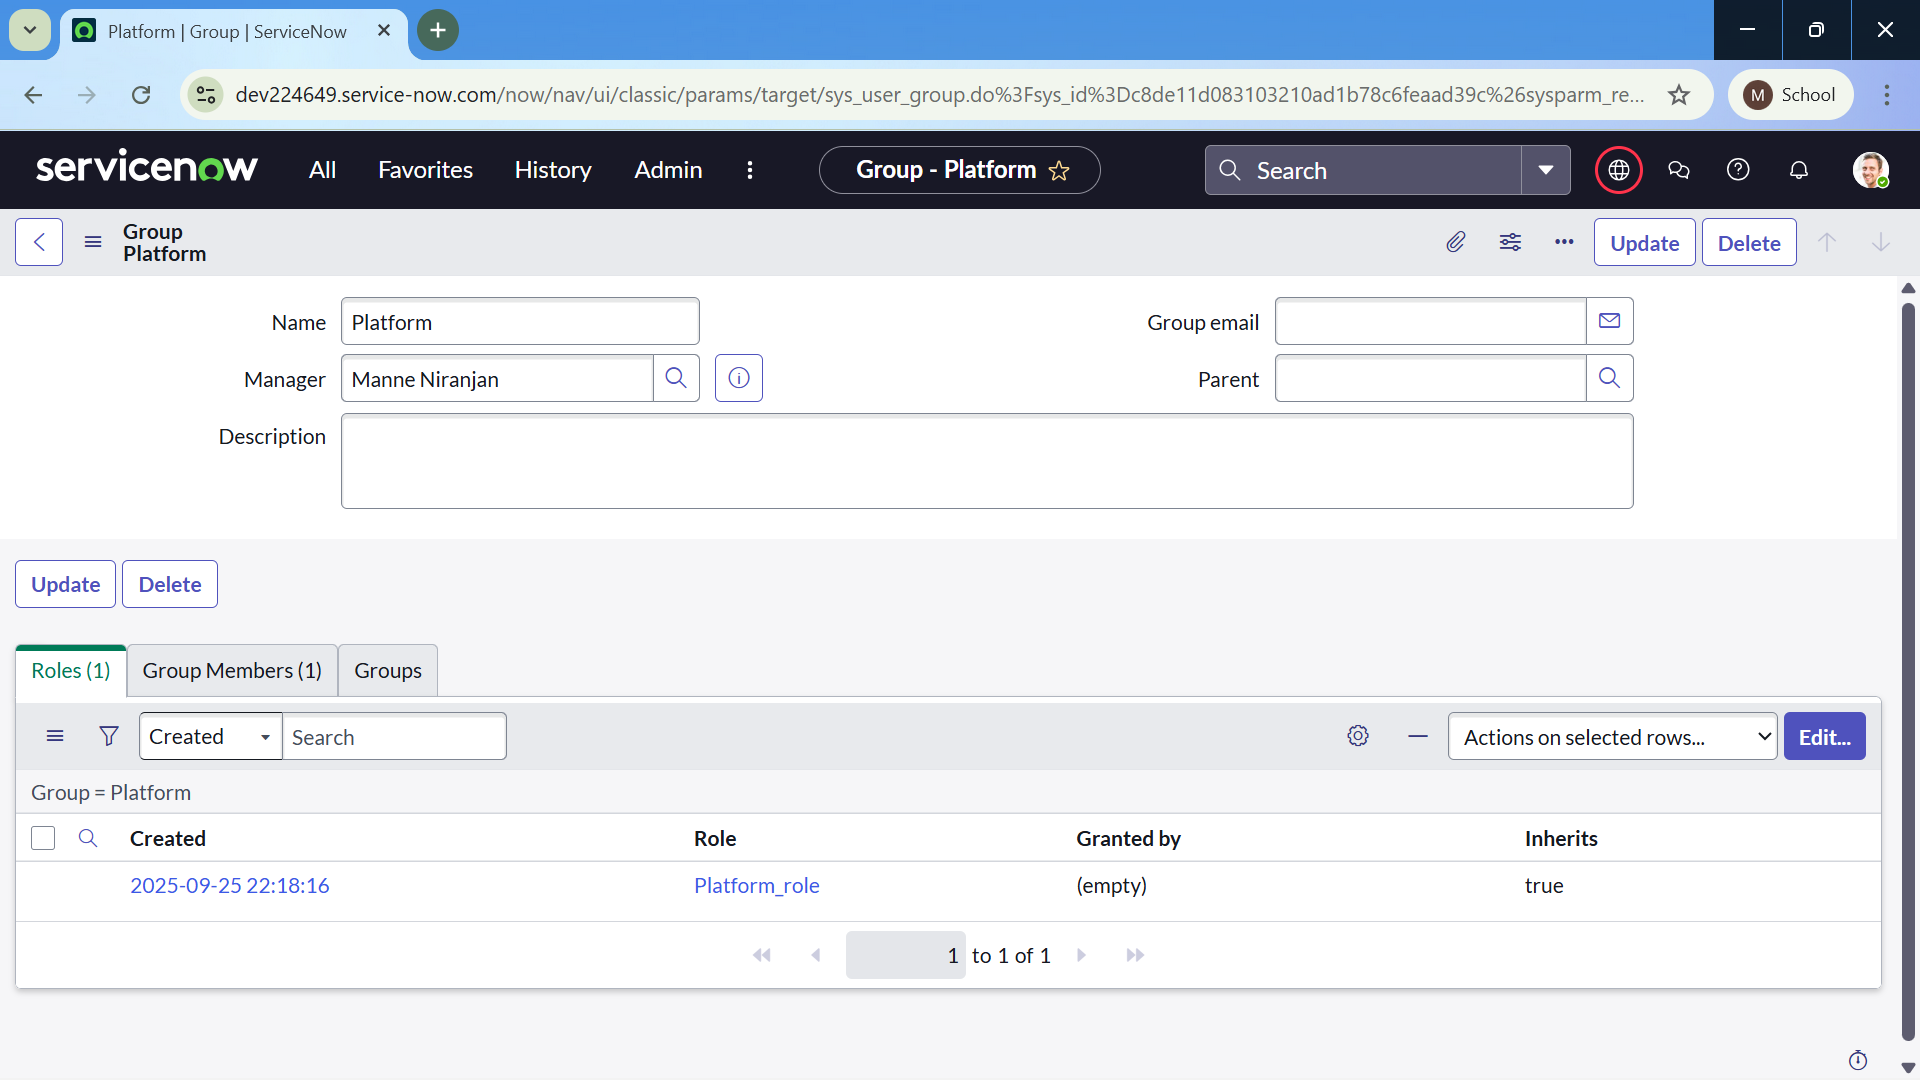 Platform | Group | ServiceNow
dev224649.service-now.com/now/nav/ui/classic/params/target/sys_user_group.do%3Fsys_id%3Dc8de11d083103210ad1b78c6feaad39c%26sysparm_re...
M School
servicenow All Favorites History Admin Group - Platform Search
Group
Platform
Update Delete
Name Platform Group email
Manager Manne Niranjan Parent
Description
Update Delete
Roles (1) Group Members (1) Groups
Created Search Actions on selected rows... Edit...
Group = Platform
Created Role Granted by Inherits
2025-09-25 22:18:16 Platform_role (empty) true
1 to 1 of 1